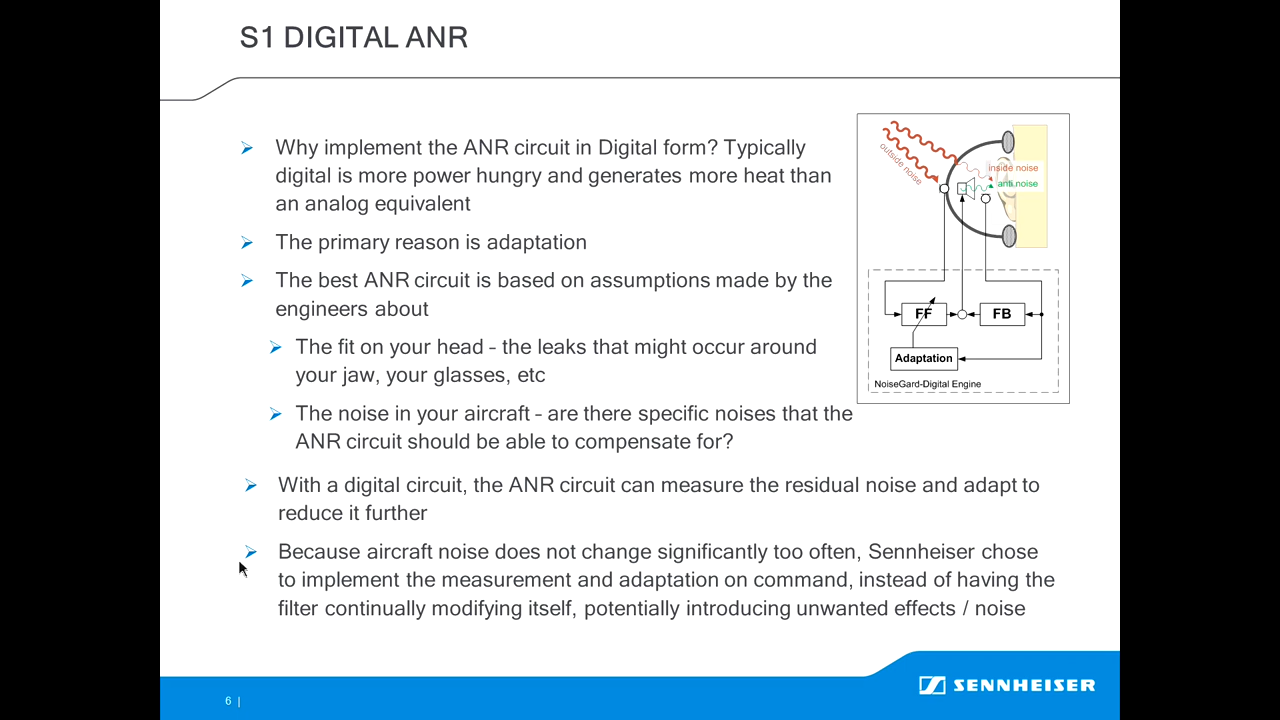 S1 DIGITAL ANR
Why implement the ANR circuit in Digital form? Typically
digital is more power hungry and generates more heat than
an analog equivalent
The primary reason is adaptation
The best ANR circuit is based on assumptions made by the
engineers about
The fit on your head - the leaks that might occur around
your jaw, your glasses, etc
The noise in your aircraft - are there specific noises that the
ANR circuit should be able to compensate for?
With a digital circuit, the ANR circuit can measure the residual noise and adapt to
reduce it further
Because aircraft noise does not change significantly too often, Sennheiser chose
to implement the measurement and adaptation on command, instead of having the
filter continually modifying itself, potentially introducing unwanted effects / noise
outside noise
inside noise
anti noise
FF
FB
Adaptation
NoiseGard-Digital Engine
6 |
SENNHEISER